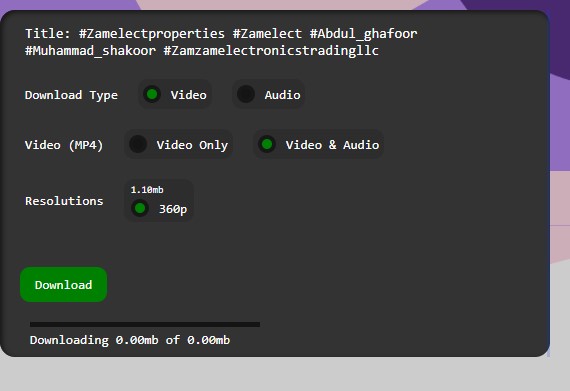 Title: #Zamelectproperties #Zamelect #Abdul_ghafoor
#Muhammad_shakoor #Zamzamelectronicstradingllc
Download Type Video Audio
Video (MP4) Video Only Video & Audio
1.10mb
Resolutions 360p
Download
Downloading 0.00mb of 0.00mb